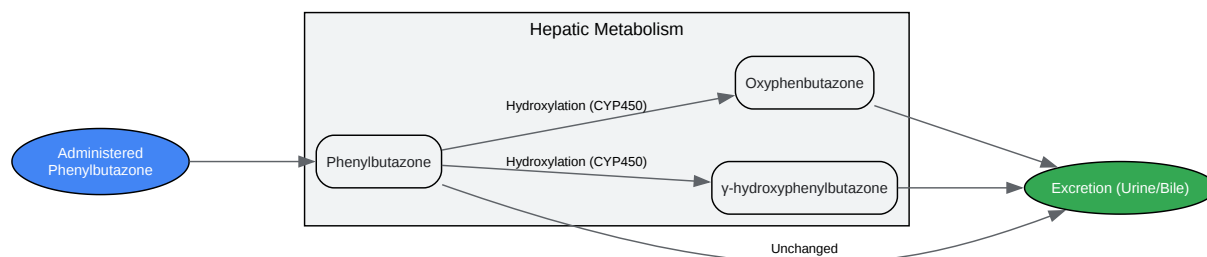 Hepatic Metabolism
Oxyphenbutazone
Hydroxylation (CYP450)
Administered
Phenylbutazone
Phenylbutazone
Hydroxylation (CYP450)
γ-hydroxyphenylbutazone
Excretion (Urine/Bile)
Unchanged